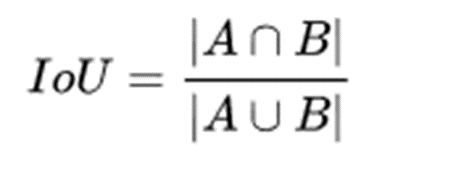 IoU = |A ∩ B| / |A ∪ B|